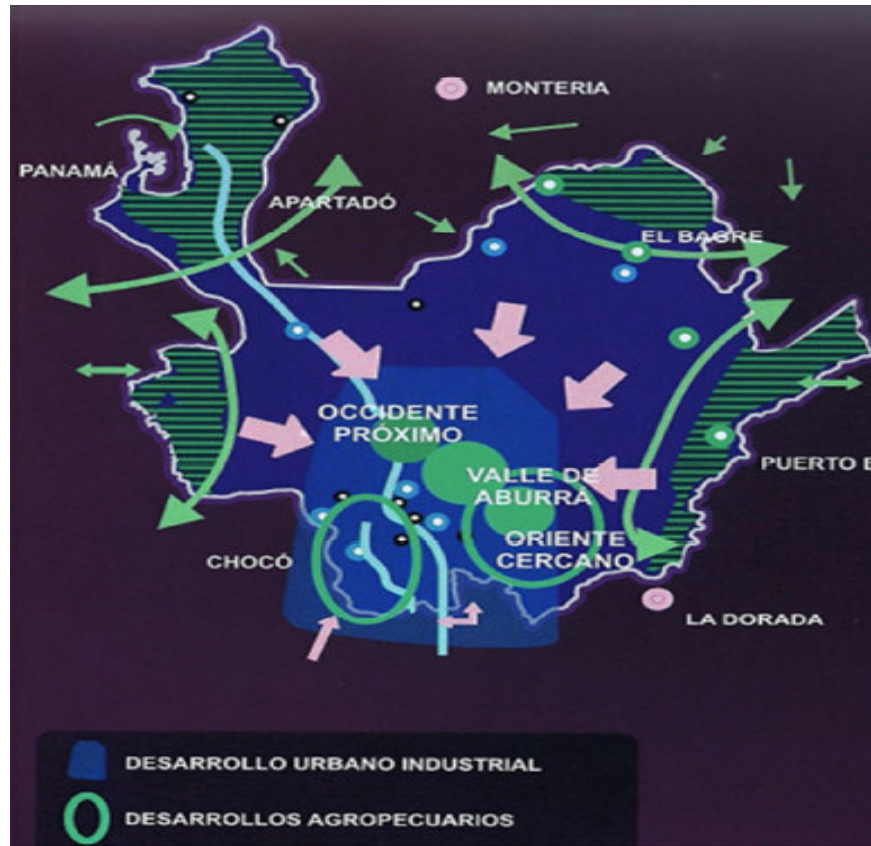 MONTERIA
PANAMÁ
APARTADÓ
EL BAGRE
OCCIDENTE
PRÓXIMO
VALLE DE
ABURRÁ
PUERTO B
ORIENTE
CERCANO
CHOCÓ
LA DORADA
DESARROLLO URBANO INDUSTRIAL
DESARROLLOS AGROPECUARIOS